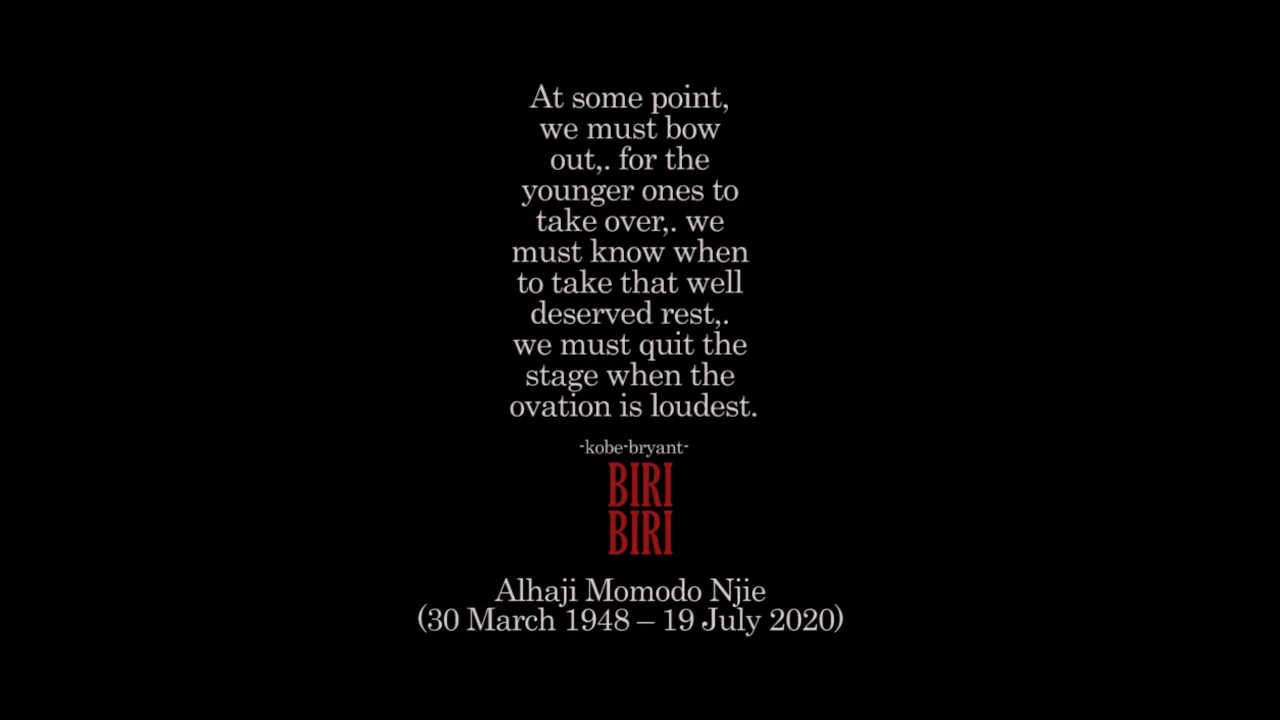 At some point,
we must bow
out,. for the
younger ones to
take over,. we
must know when
to take that well
deserved rest,.
we must quit the
stage when the
ovation is loudest.
-kobe-bryant-
BIRI
BIRI
Alhaji Momodo Njie
(30 March 1948 – 19 July 2020)